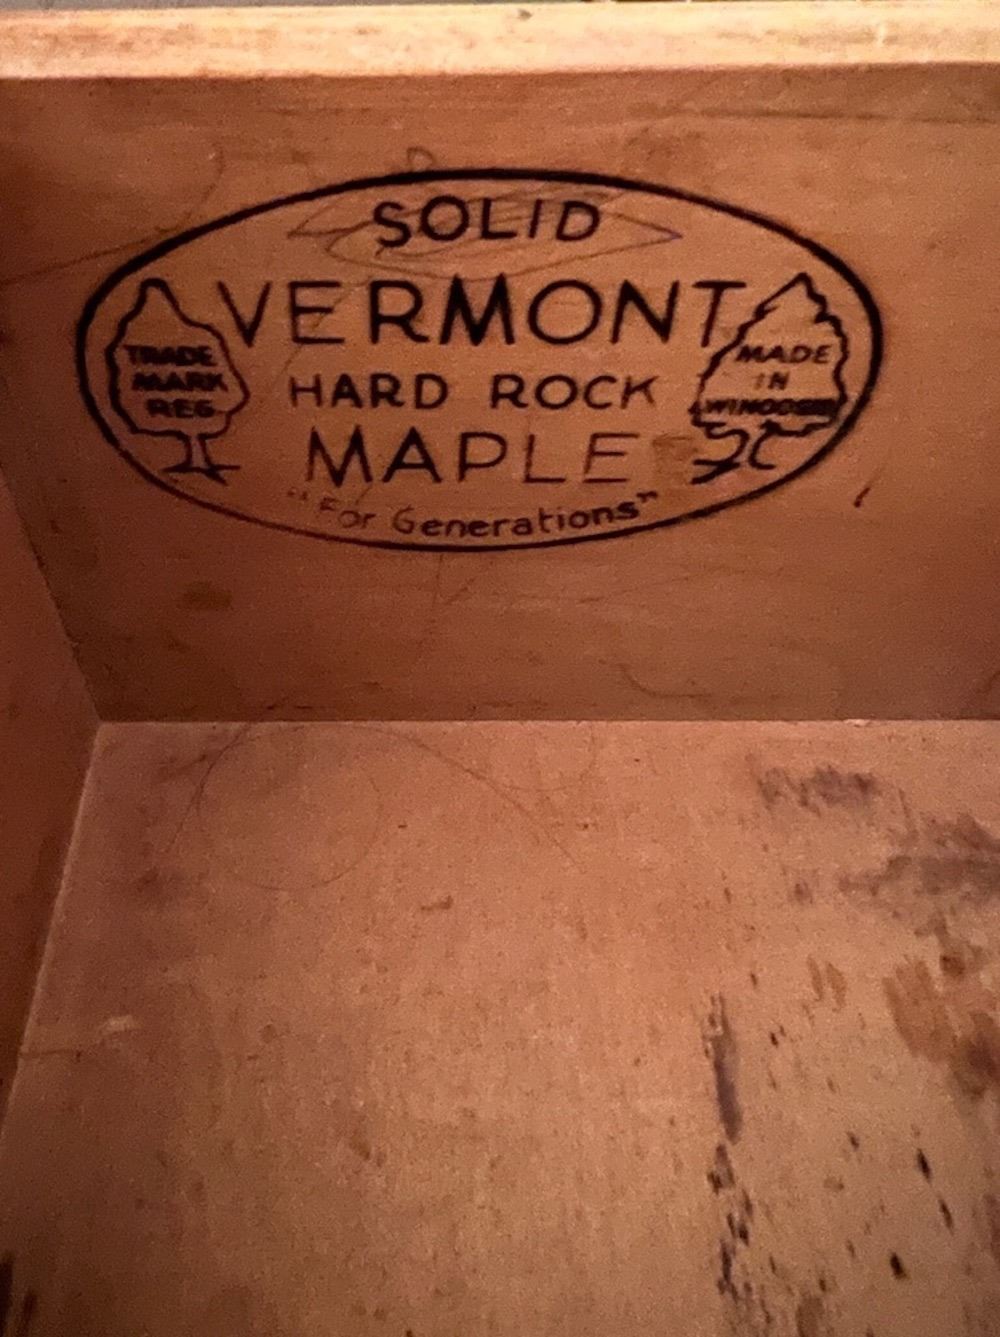 SOLID
VERMONT
HARD ROCK
MAPLE
"For Generations"
TRADE
MARK
REG.
MADE
IN
WINOOSKI